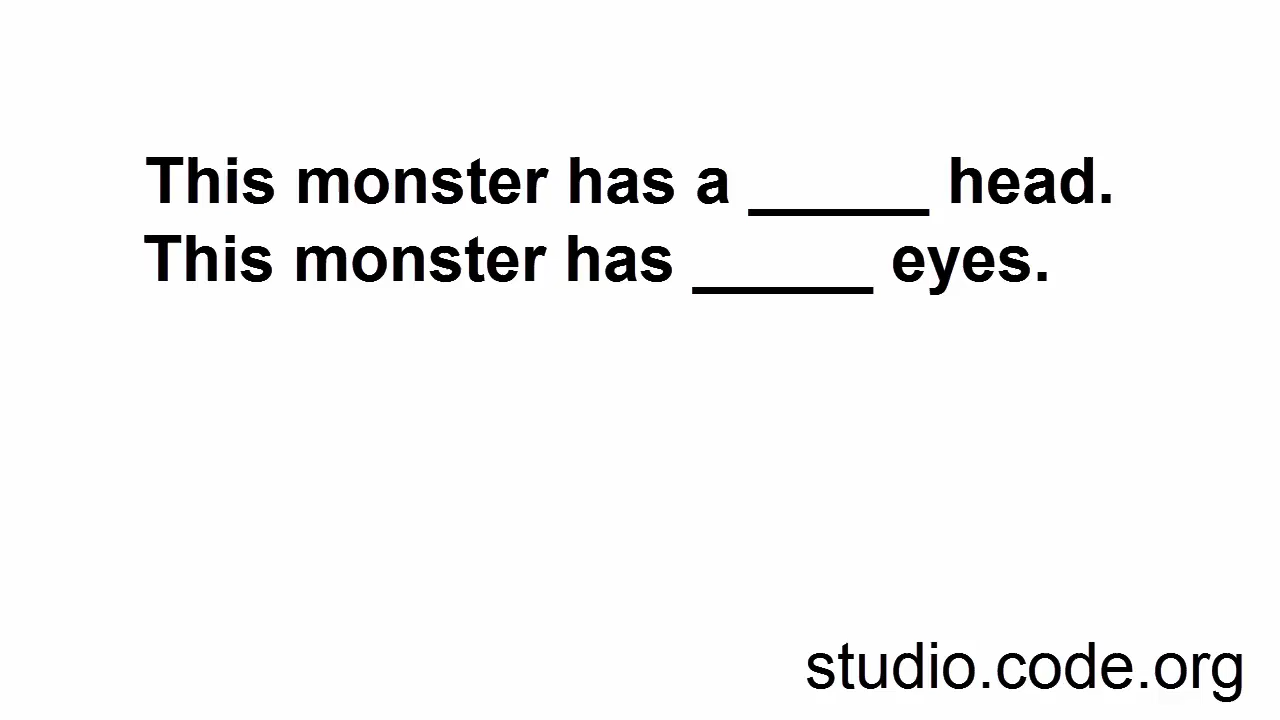 This monster has a _____ head.
This monster has _____ eyes.
studio.code.org